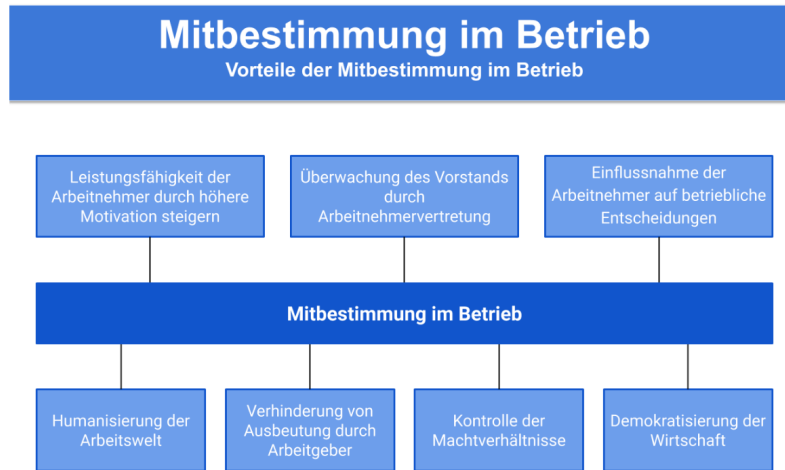 Mitbestimmung im Betrieb
Vorteile der Mitbestimmung im Betrieb
Leistungsfähigkeit der
Arbeitnehmer durch höhere
Motivation steigern
Überwachung des Vorstands
durch
Arbeitnehmervertretung
Einflussnahme der
Arbeitnehmer auf betriebliche
Entscheidungen
Mitbestimmung im Betrieb
Humanisierung der
Arbeitswelt
Verhinderung von
Ausbeutung durch
Arbeitgeber
Kontrolle der
Machtverhältnisse
Demokratisierung der
Wirtschaft